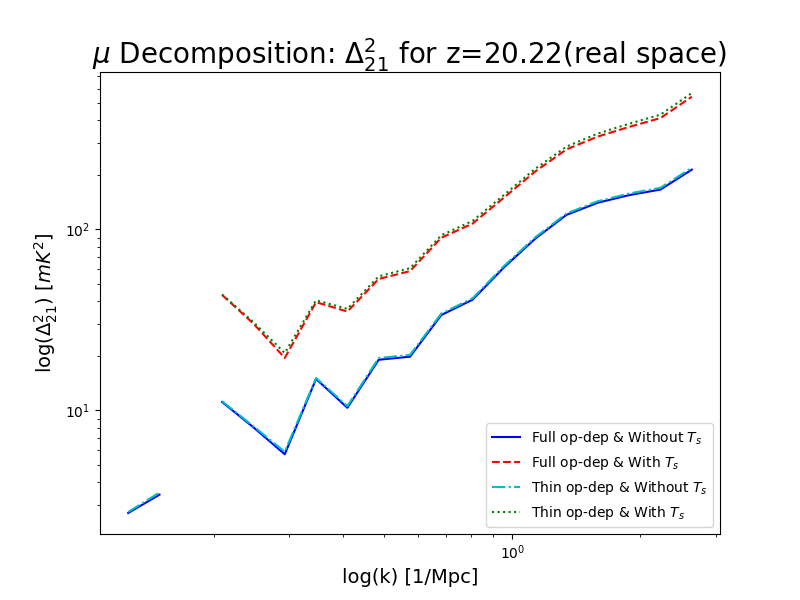 μ Decomposition: Δ²₂₁ for z=20.22(real space)
log(Δ²₂₁) [mK²]
10²
10¹
Full op-dep & Without Tₛ
Full op-dep & With Tₛ
Thin op-dep & Without Tₛ
Thin op-dep & With Tₛ
10⁰
log(k) [1/Mpc]